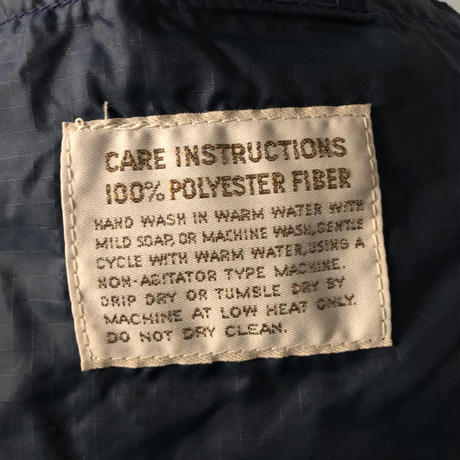 CARE INSTRUCTIONS
100% POLYESTER FIBER
HAND WASH IN WARM WATER WITH
MILD SOAP, OR MACHINE WASH, GENTLE
CYCLE WITH WARM WATER, USING A
NON-AGITATOR TYPE MACHINE.
DRIP DRY OR TUMBLE DRY BY
MACHINE AT LOW HEAT ONLY.
DO NOT DRY CLEAN.